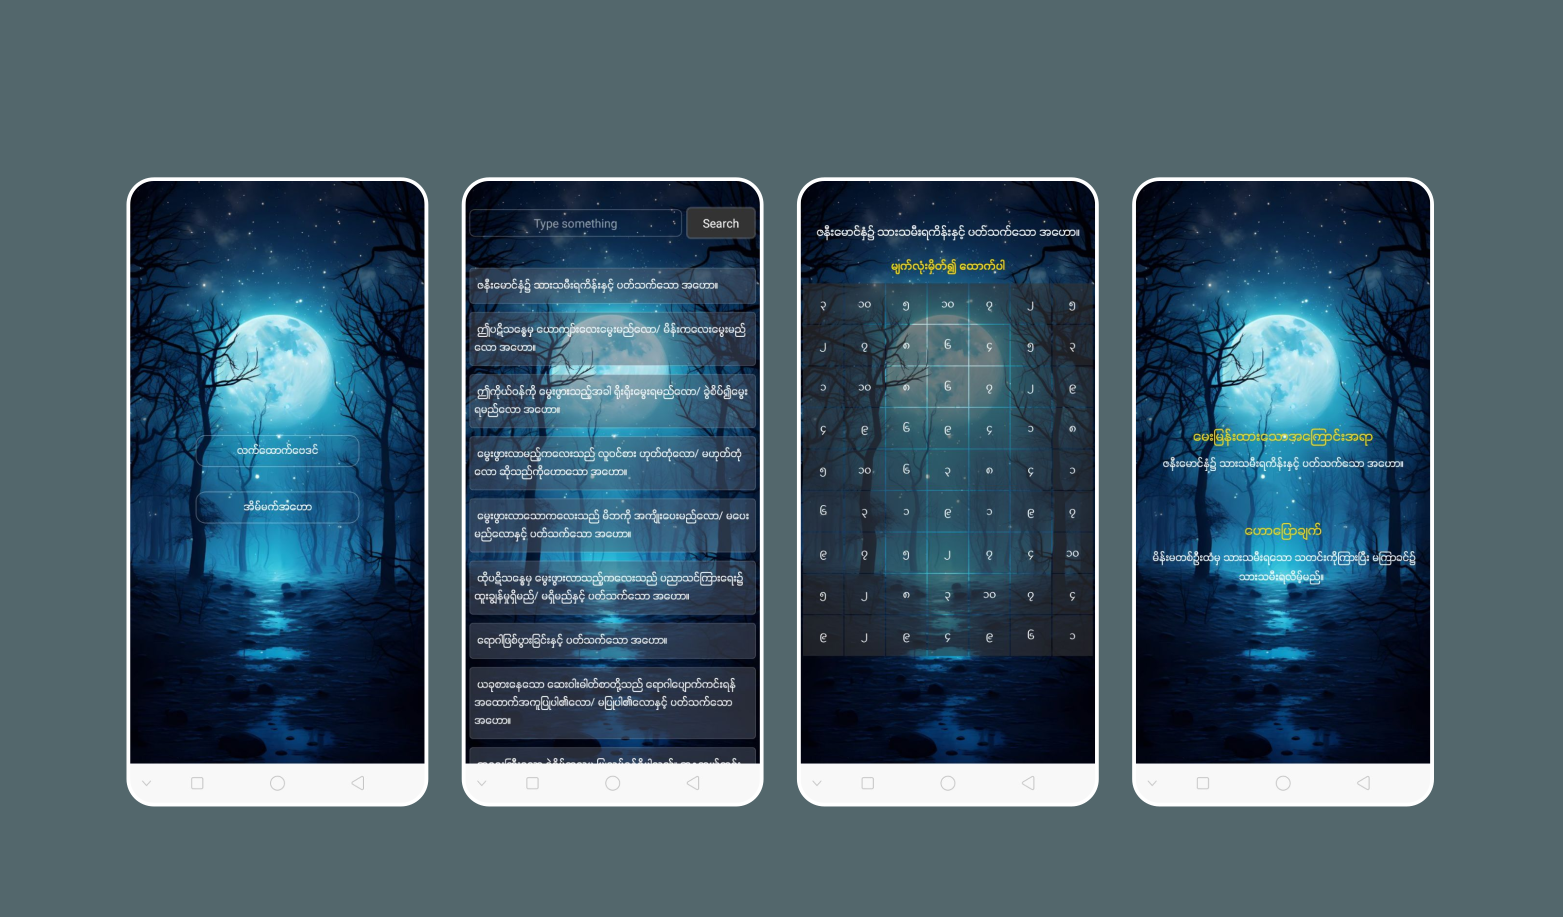 လက်ထောက်ဗေဒင်
အိမ်မက်အဟော
Type something
Search
ဇနီးမောင်နှံ၌ သားသမီးရကိန်းနှင့် ပတ်သက်သော အဟော။
ဤပဋိသန္ဓေမှ ယောကျာ်းလေးမွေးမည်လော/ မိန်းကလေးမွေးမည်
လော အဟော။
ဤကိုယ်ဝန်ကို မွေးဖွားသည့်အခါ ရိုးရိုးမွေးရမည်လော/ ခွဲစိပ်၍မွေး
ရမည်လော အဟော။
မွေးဖွားလာမည့်ကလေးသည် လူဝင်စား ဟုတ်တုံလော/ မဟုတ်တုံ
လော ဆိုသည်ကိုဟောသော အဟော။
မွေးဖွားလာသောကလေးသည် မိဘကို အကျိုးပေးမည်လော/ မပေး
မည်လောနှင့် ပတ်သက်သော အဟော။
ထိုပဋိသန္ဓေမှ မွေးဖွားလာသည့်ကလေးသည် ပညာသင်ကြားရေး၌
ထူးချွန်မှုရှိမည်/ မရှိမည်နှင့် ပတ်သက်သော အဟော။
ရောဂါဖြစ်ပွားခြင်းနှင့် ပတ်သက်သော အဟော။
ယခုစားနေသော ဆေးဝါးဓါတ်စာတို့သည် ရောဂါပျောက်ကင်းရန်
အထောက်အကူပြုပါ၏လော/ မပြုပါ၏လောနှင့် ပတ်သက်သော
အဟော။
ဇနီးမောင်နှံ၌ သားသမီးရကိန်းနှင့် ပတ်သက်သော အဟော။
မျက်လုံးမှိတ်၍ ထောက်ပါ
၃ ၁၀ ၅ ၁၀ ၇ ၂ ၅
၂ ၇ ၈ ၆ ၄ ၅ ၃
၁ ၁၀ ၈ ၆ ၇ ၂ ၉
၄ ၉ ၆ ၉ ၄ ၁ ၈
၅ ၁၀ ၆ ၃ ၈ ၄ ၁
၆ ၃ ၁ ၉ ၁ ၉ ၇
၉ ၇ ၅ ၂ ၇ ၄ ၁၀
၅ ၂ ၈ ၃ ၁၀ ၇ ၄
၉ ၂ ၉ ၄ ၉ ၆ ၁
မေးမြန်းထားသောအကြောင်းအရာ
ဇနီးမောင်နှံ၌ သားသမီးရကိန်းနှင့် ပတ်သက်သော အဟော။
ဟောပြောချက်
မိန်းမတစ်ဦးထံမှ သားသမီးရသော သတင်းကိုကြားပြီး မကြာခင်၌
သားသမီးရလိမ့်မည်။